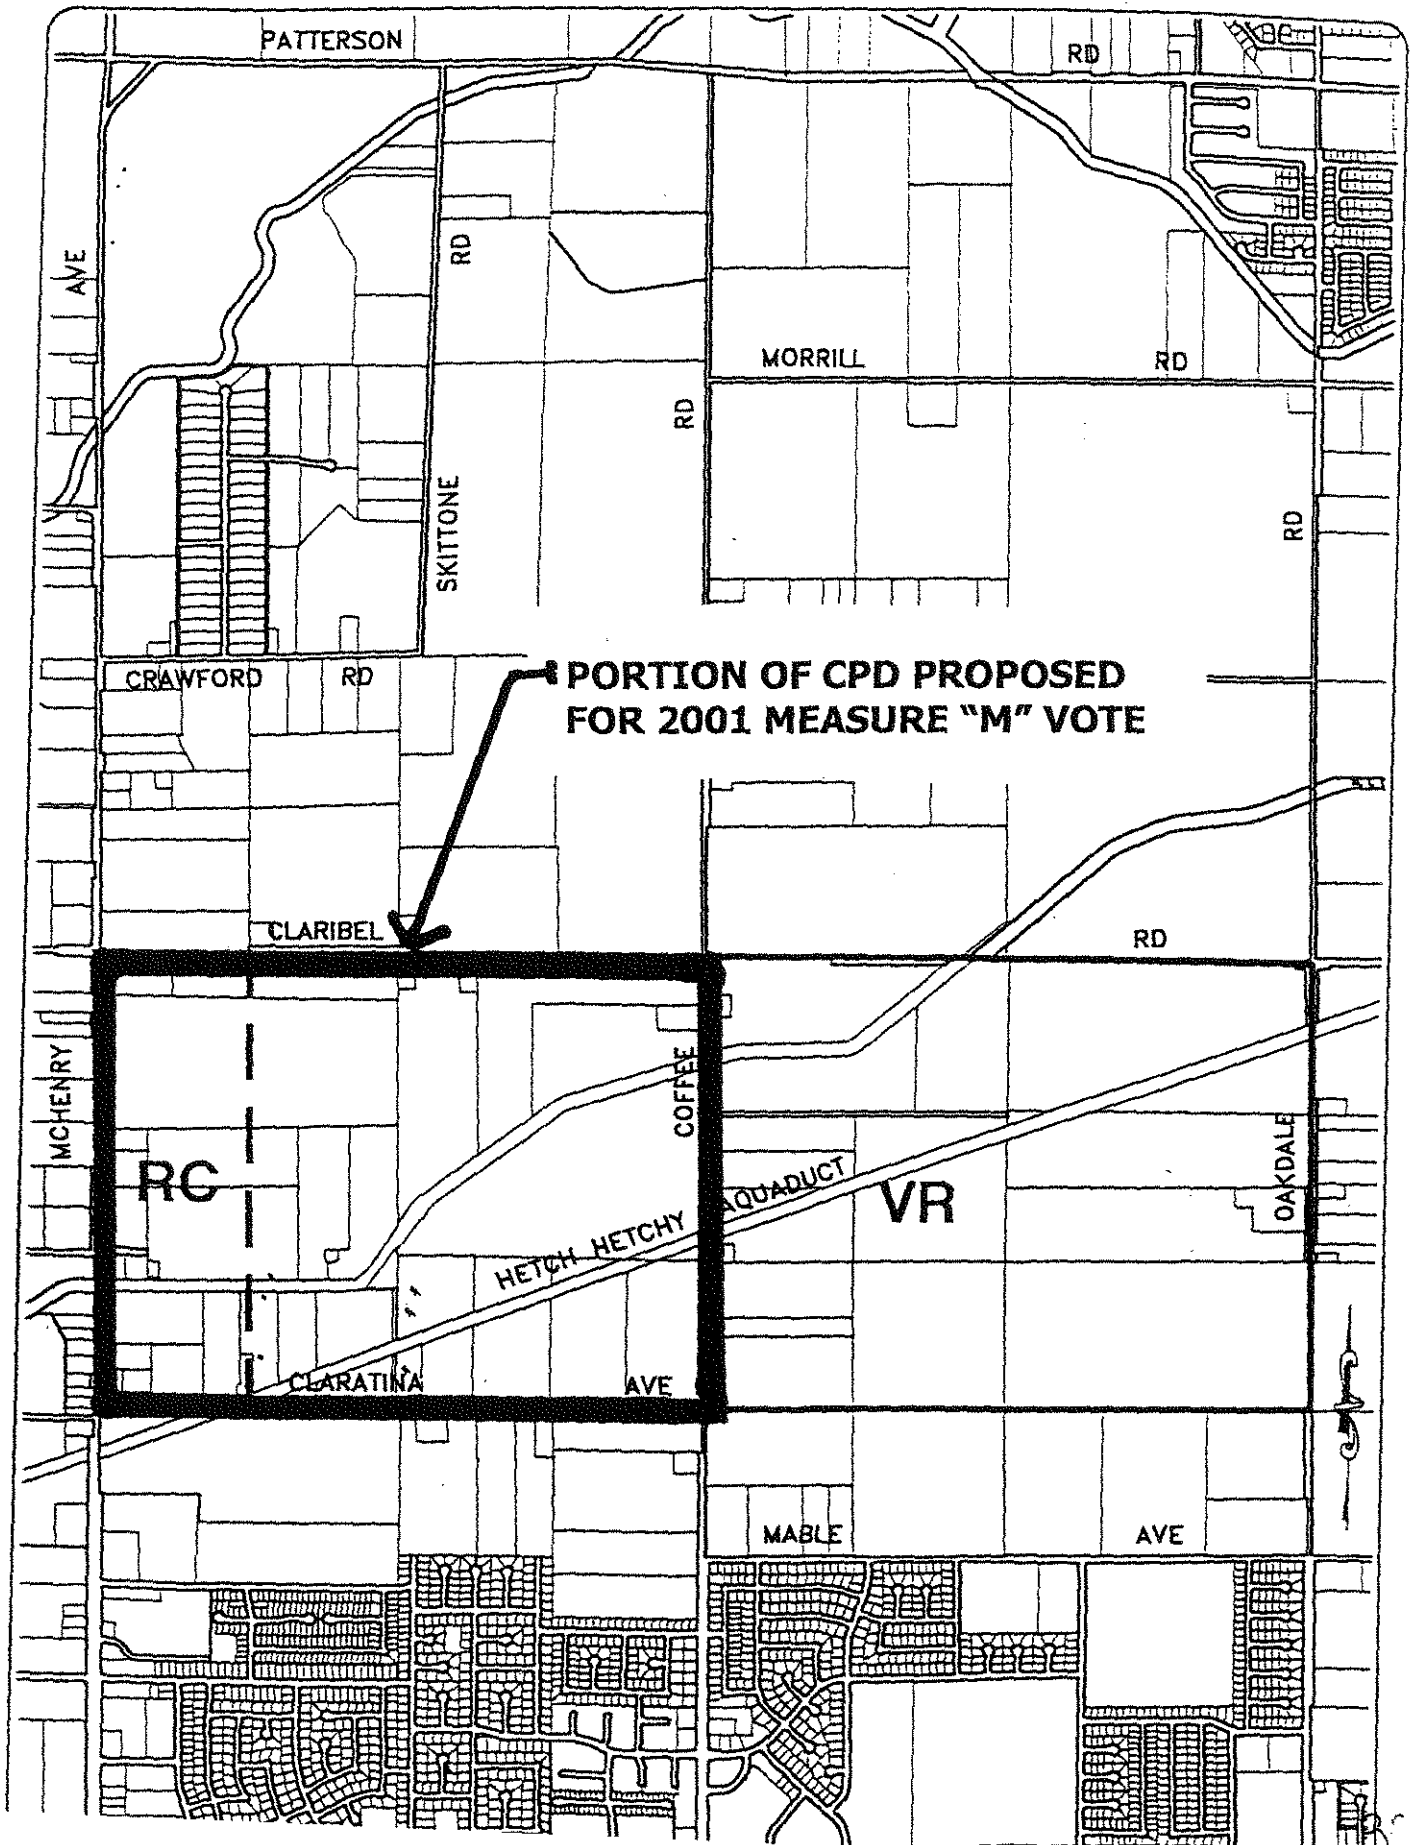 PATTERSON RD
AVE
RD
MORRILL RD
RD
SKITTONE
RD
CRAWFORD RD
PORTION OF CPD PROPOSED
FOR 2001 MEASURE “M” VOTE
CLARIBEL RD
MCHENRY
COFFEE
RC
HETCH HETCHY AQUADUCT
VR
OAKDALE
CLARATINA AVE
MABLE AVE